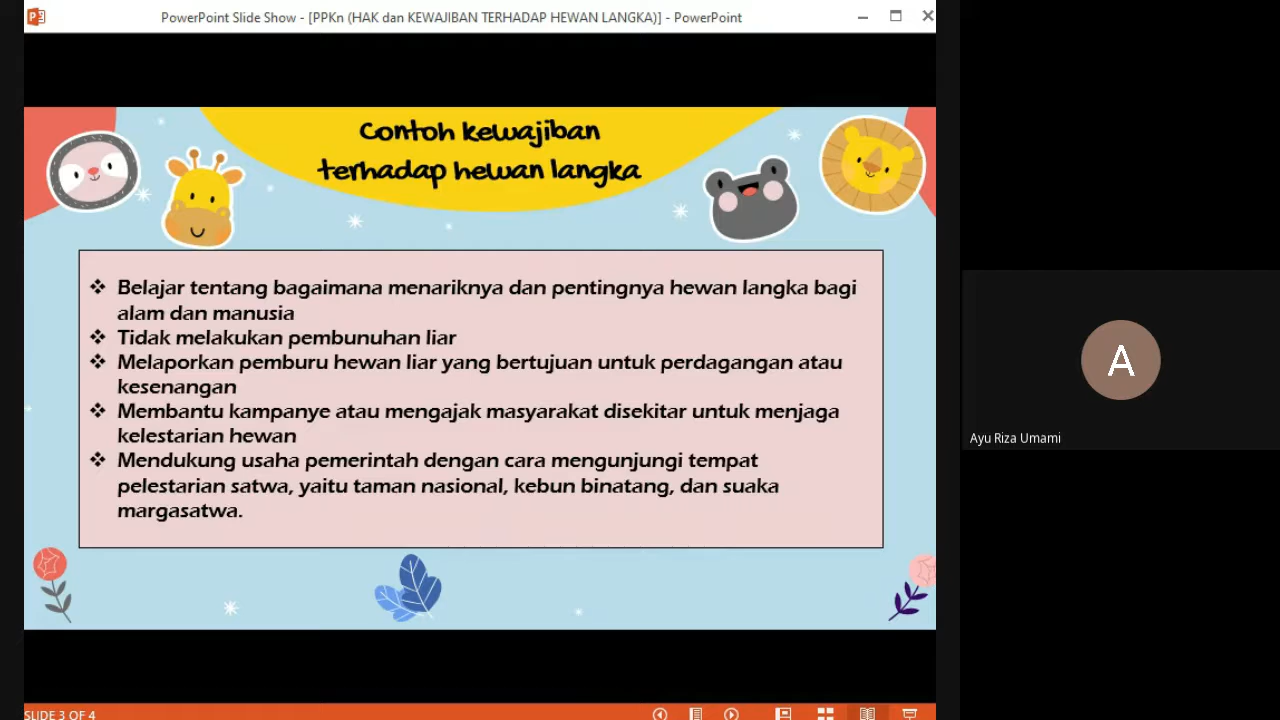 PowerPoint Slide Show - [PPKn (HAK dan KEWAJIBAN TERHADAP HEWAN LANGKA)] - PowerPoint
Contoh kewajiban
terhadap hewan langka
❖ Belajar tentang bagaimana menariknya dan pentingnya hewan langka bagi
alam dan manusia
❖ Tidak melakukan pembunuhan liar
❖ Melaporkan pemburu hewan liar yang bertujuan untuk perdagangan atau
kesenangan
❖ Membantu kampanye atau mengajak masyarakat disekitar untuk menjaga
kelestarian hewan
❖ Mendukung usaha pemerintah dengan cara mengunjungi tempat
pelestarian satwa, yaitu taman nasional, kebun binatang, dan suaka
margasatwa.
A
Ayu Riza Umami
SLIDE 3 OF 4